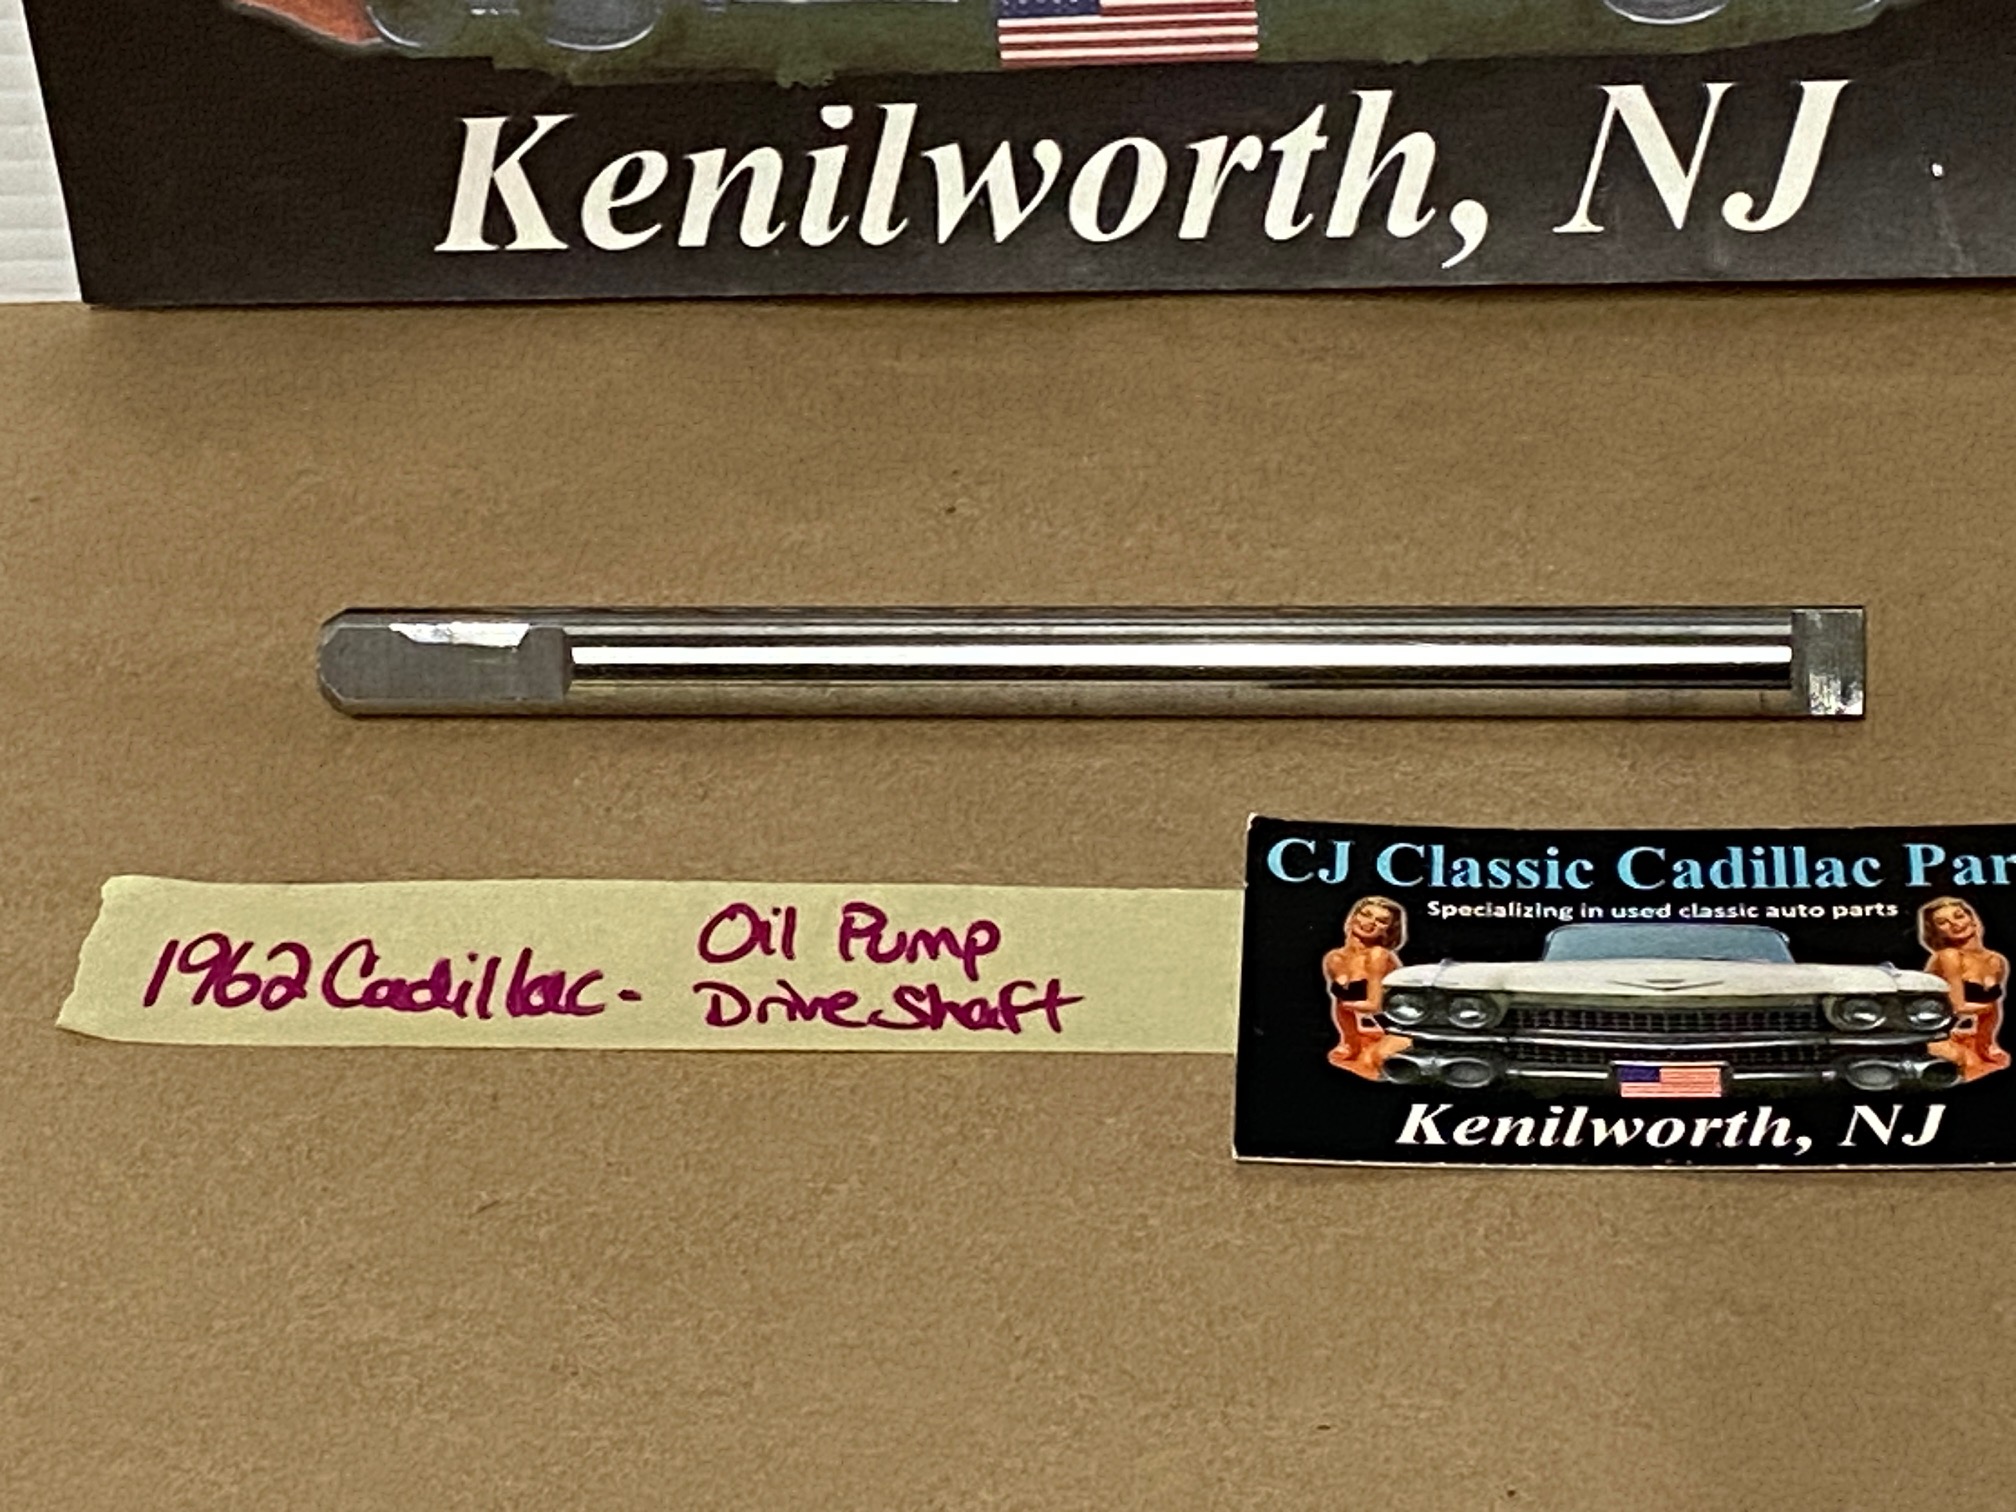 Kenilworth, NJ
1962 Cadillac - Oil Pump
Drive Shaft
CJ Classic Cadillac Par
Specializing in used classic auto parts
Kenilworth, NJ